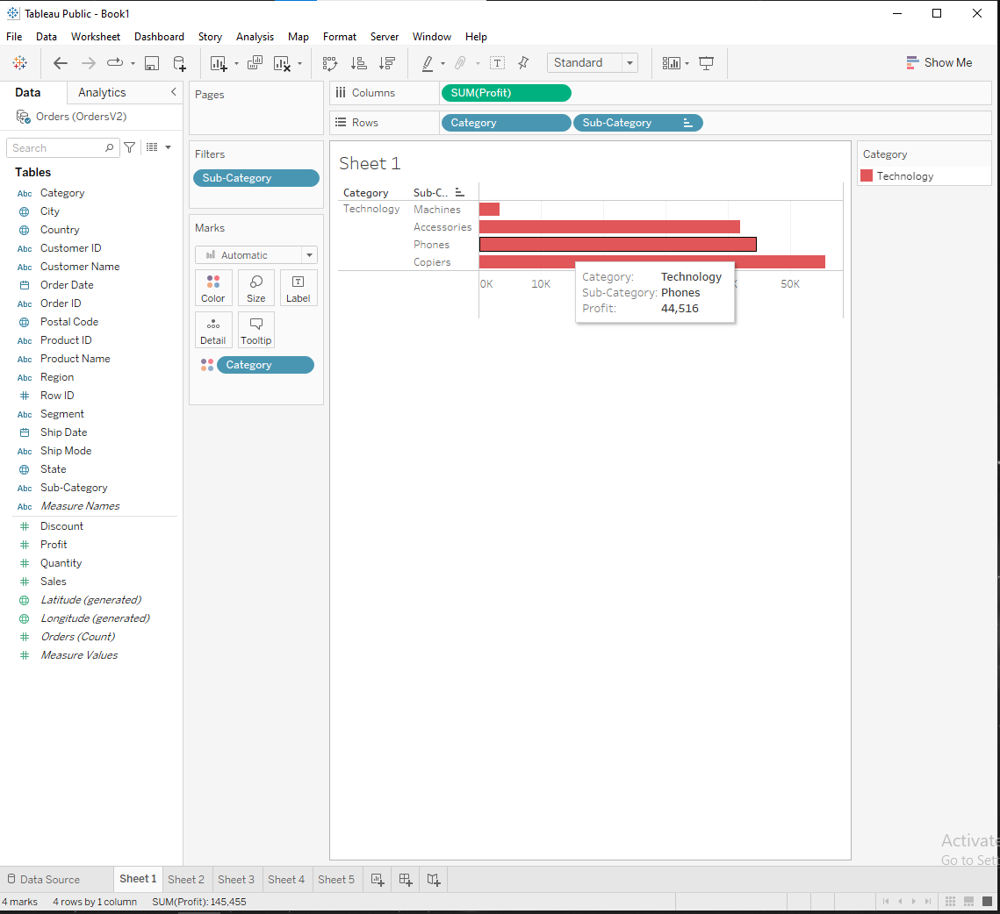 Tableau Public - Book1
File Data Worksheet Dashboard Story Analysis Map Format Server Window Help
Standard
Show Me
Data Analytics
Orders (OrdersV2)
Search
Tables
Abc Category
City
Country
Abc Customer ID
Abc Customer Name
Order Date
Abc Order ID
Postal Code
Abc Product ID
Abc Product Name
Abc Region
Row ID
Abc Segment
Ship Date
Abc Ship Mode
State
Abc Sub-Category
Abc Measure Names
Discount
Profit
Quantity
Sales
Latitude (generated)
Longitude (generated)
Orders (Count)
Measure Values
Pages
Filters
Sub-Category
Marks
Automatic
Color Size Label
Detail Tooltip
Category
Columns SUM(Profit)
Rows Category Sub-Category
Sheet 1
Category Sub-C..
Technology Machines
Accessories
Phones
Copiers
0K 10K 50K
Category: Technology
Sub-Category: Phones
Profit: 44,516
Category
Technology
Activate
Go to Sett
Data Source Sheet 1 Sheet 2 Sheet 3 Sheet 4 Sheet 5
4 marks 4 rows by 1 column SUM(Profit): 145,455